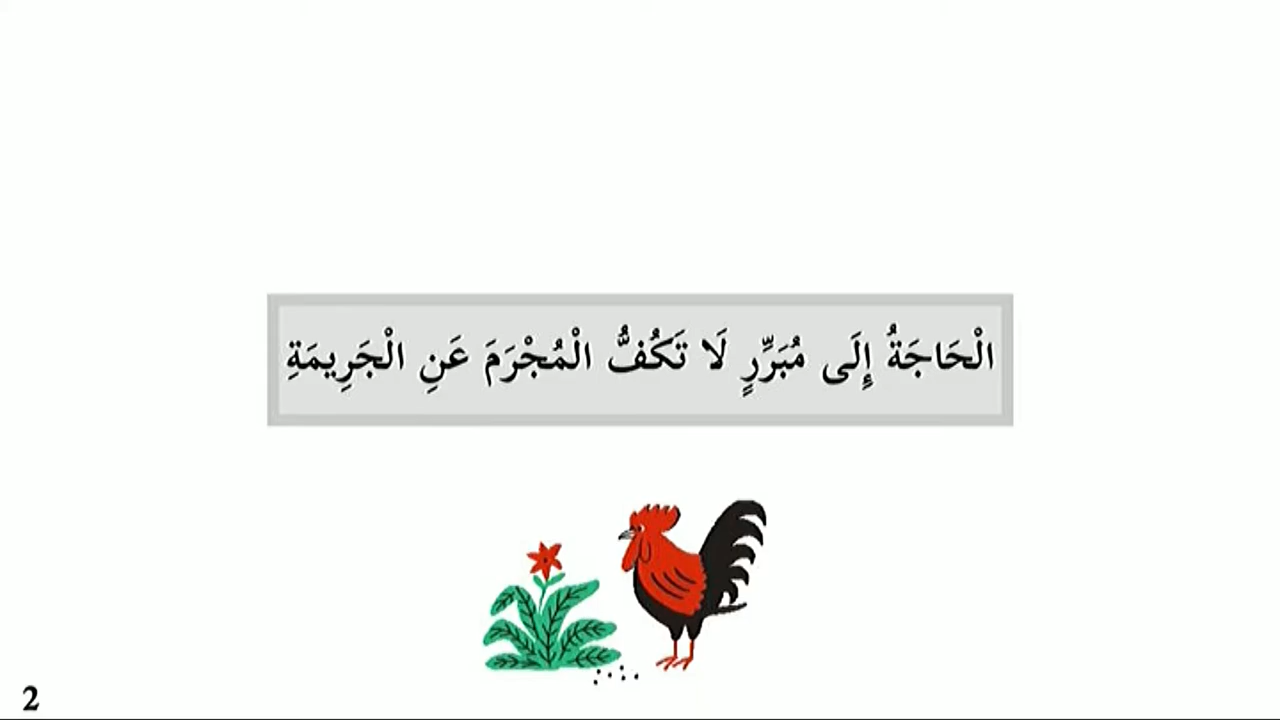 الْحَاجَةُ إِلَى مُبَرِّرٍ لَا تَكُفُّ الْمُجْرَمَ عَنِ الْجَرِيمَةِ
2